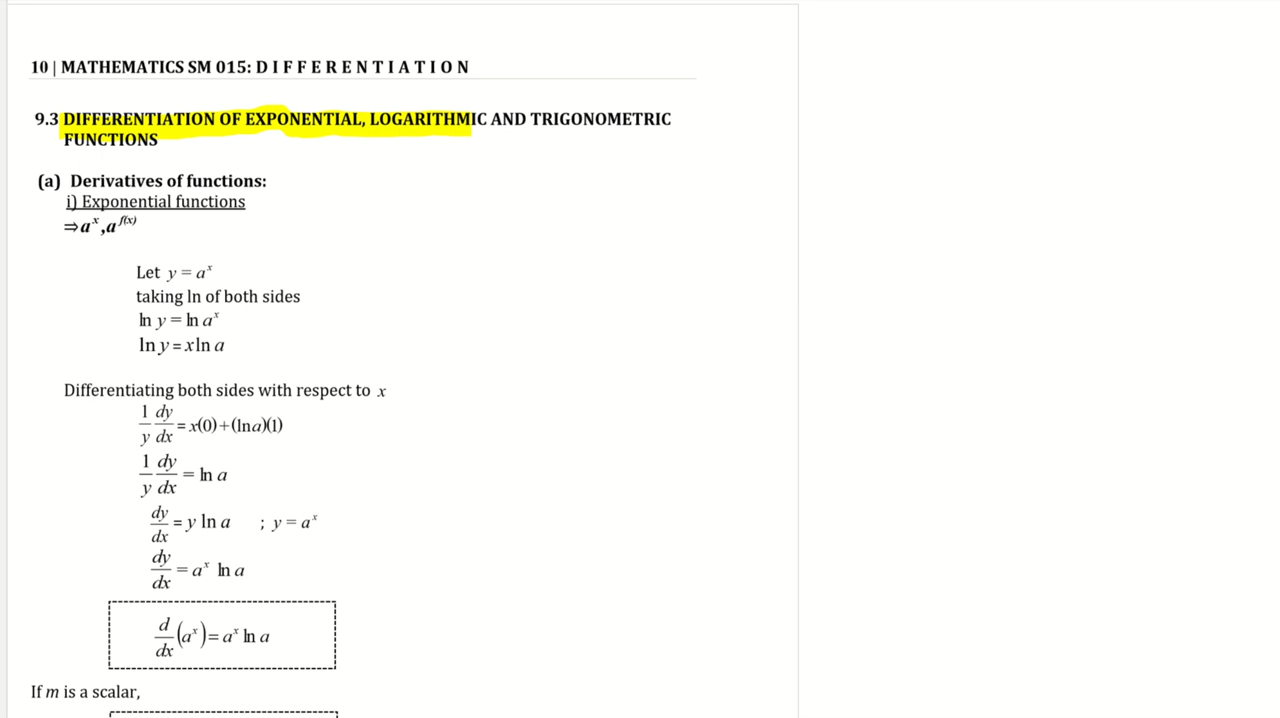 10 | MATHEMATICS SM 015: D I F F E R E N T I A T I O N
9.3 DIFFERENTIATION OF EXPONENTIAL, LOGARITHMIC AND TRIGONOMETRIC
FUNCTIONS
(a) Derivatives of functions:
i) Exponential functions
⇒ a^x, a^f(x)
Let y = a^x
taking ln of both sides
ln y = ln a^x
ln y = x ln a
Differentiating both sides with respect to x
1/y dy/dx = x(0) + (ln a)(1)
1/y dy/dx = ln a
dy/dx = y ln a ; y = a^x
dy/dx = a^x ln a
d/dx (a^x) = a^x ln a
If m is a scalar,